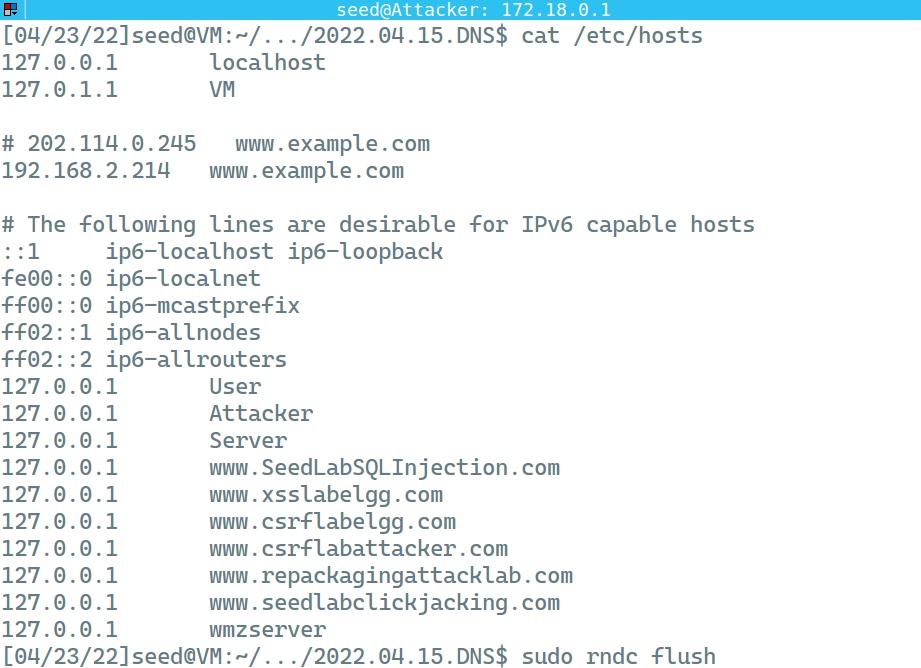 seed@Attacker: 172.18.0.1
[04/23/22]seed@VM:~/.../2022.04.15.DNS$ cat /etc/hosts
127.0.0.1       localhost
127.0.1.1       VM
# 202.114.0.245   www.example.com
192.168.2.214   www.example.com
# The following lines are desirable for IPv6 capable hosts
::1     ip6-localhost ip6-loopback
fe00::0 ip6-localnet
ff00::0 ip6-mcastprefix
ff02::1 ip6-allnodes
ff02::2 ip6-allrouters
127.0.0.1       User
127.0.0.1       Attacker
127.0.0.1       Server
127.0.0.1       www.SeedLabSQLInjection.com
127.0.0.1       www.xsslabelgg.com
127.0.0.1       www.csrflabelgg.com
127.0.0.1       www.csrflabattacker.com
127.0.0.1       www.repackagingattacklab.com
127.0.0.1       www.seedlabclickjacking.com
127.0.0.1       wmzserver
[04/23/22]seed@VM:~/.../2022.04.15.DNS$ sudo rndc flush